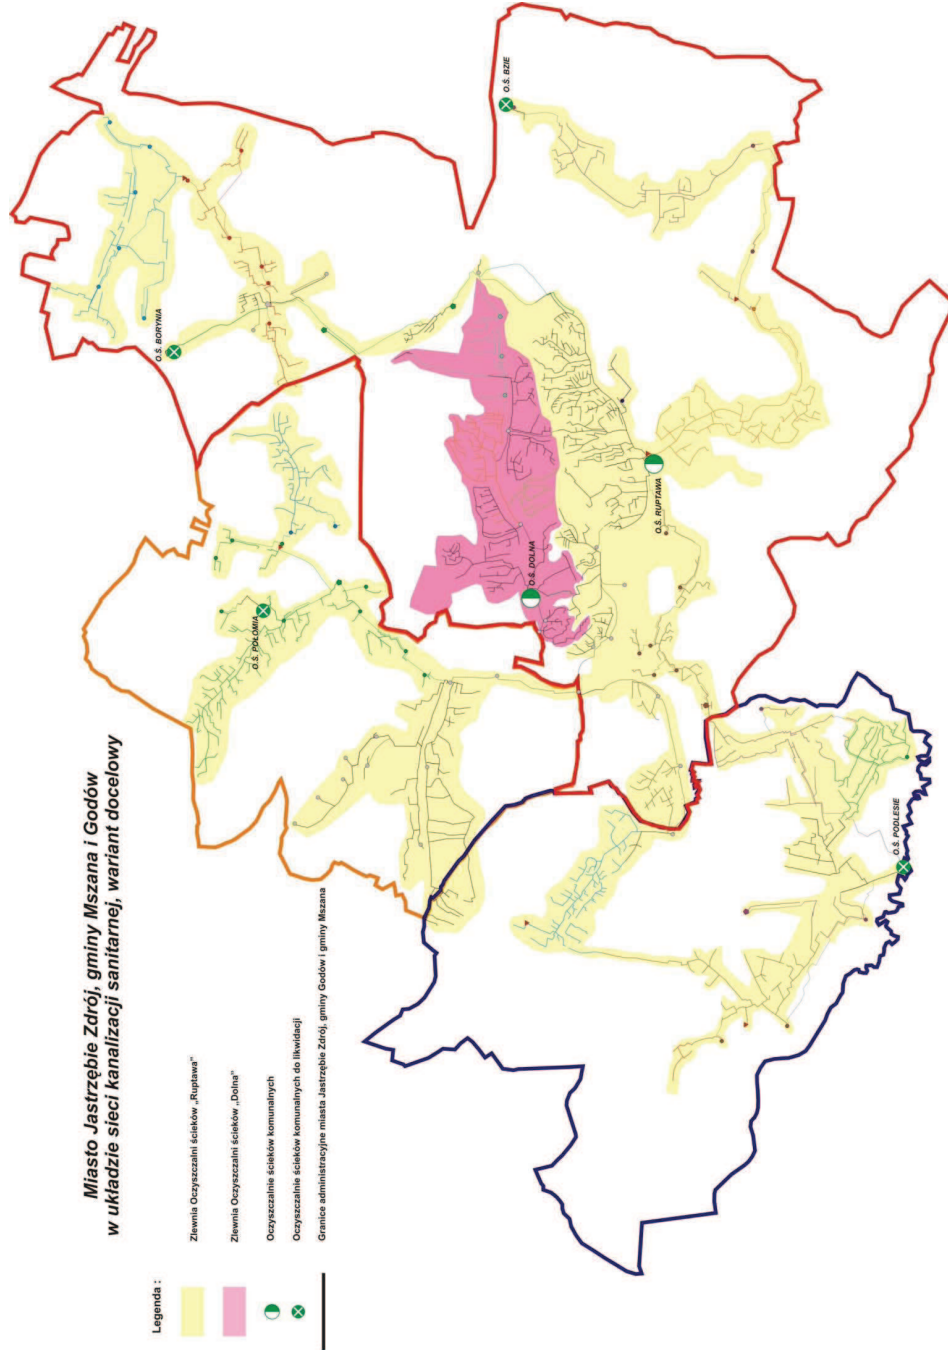 Miasto Jastrzębie Zdrój, gminy Mszana i Godów
w układzie sieci kanalizacji sanitarnej, wariant docelowy
Legenda :
Zlewnia Oczyszczalni ścieków „Ruptawa"
Zlewnia Oczyszczalni ścieków „Dolna"
Oczyszczalnie ścieków komunalnych
Oczyszczalnie ścieków komunalnych do likwidacji
Granice administracyjne miasta Jastrzębie Zdrój, gminy Godów i gminy Mszana
O.Ś. BORYNIA
O.Ś. POŁOMIA
O.Ś. BZIE
O.Ś. DOLNA
O.Ś. RUPTAWA
O.Ś. PODLESIE